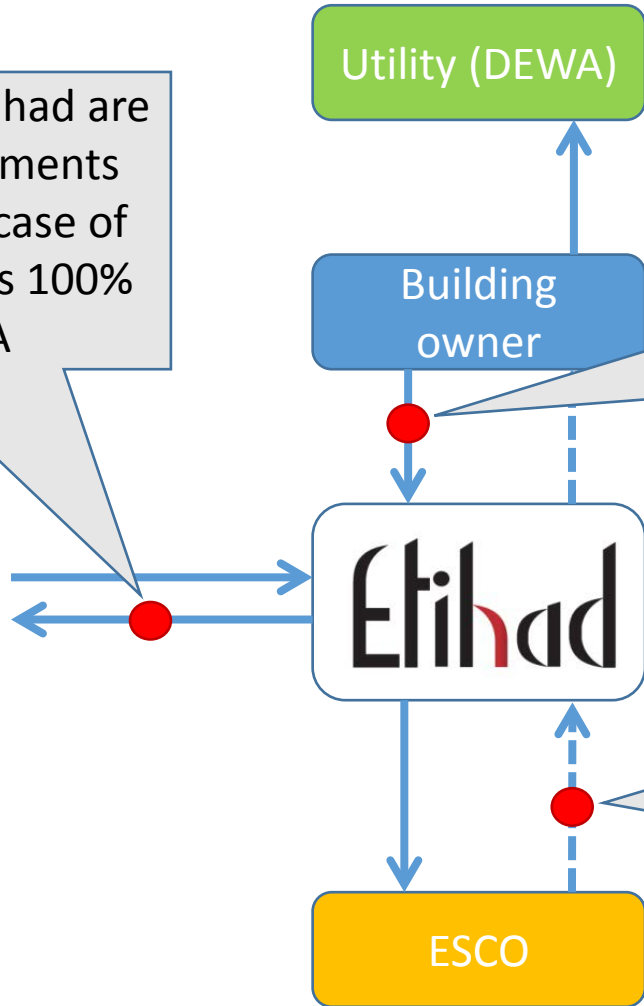 Utility (DEWA)
had are
ments
case of
s 100%
Building
owner
Etihad
ESCO